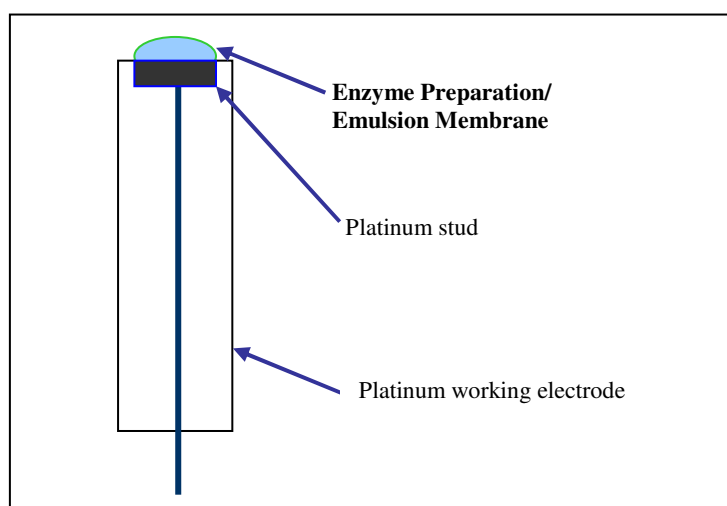 Enzyme Preparation/
Emulsion Membrane
Platinum stud
Platinum working electrode